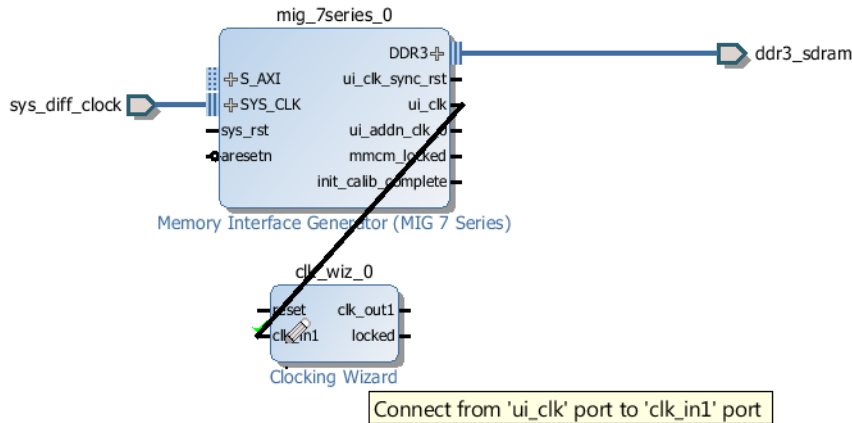 mig_7series_0
DDR3
ddr3_sdram
S_AXI
ui_clk_sync_rst
sys_diff_clock
SYS_CLK
ui_clk
sys_rst
ui_addn_clk_0
aresetn
mmcm_locked
init_calib_complete
Memory Interface Generator (MIG 7 Series)
clk_wiz_0
reset
clk_out1
clk_in1
locked
Clocking Wizard
Connect from 'ui_clk' port to 'clk_in1' port